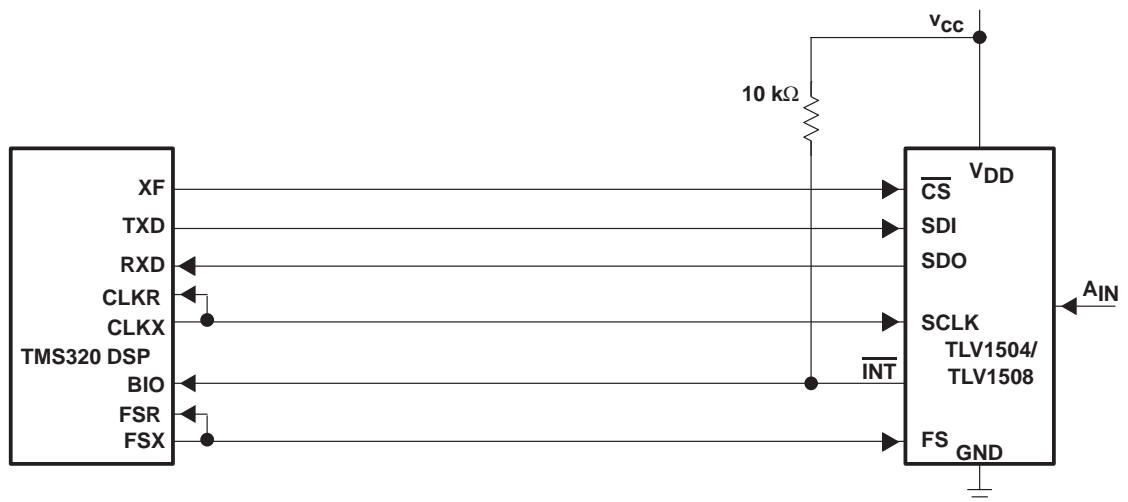 vCC
10 kΩ
XF
TXD
RXD
CLKR
CLKX
TMS320 DSP
BIO
FSR
FSX
VDD
CS
SDI
SDO
AIN
SCLK
TLV1504/
TLV1508
INT
FS
GND